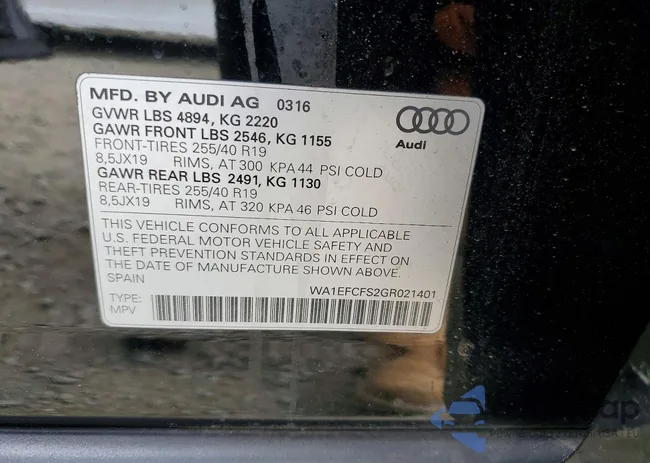 MFD. BY AUDI AG 0316
GVWR LBS 4894, KG 2220
GAWR FRONT LBS 2546, KG 1155
FRONT-TIRES 255/40 R19
8,5JX19 RIMS, AT 300 KPA 44 PSI COLD
GAWR REAR LBS 2491, KG 1130
REAR-TIRES 255/40 R19
8,5JX19 RIMS, AT 320 KPA 46 PSI COLD
Audi
THIS VEHICLE CONFORMS TO ALL APPLICABLE
U.S. FEDERAL MOTOR VEHICLE SAFETY AND
THEFT PREVENTION STANDARDS IN EFFECT ON
THE DATE OF MANUFACTURE SHOWN ABOVE.
SPAIN
WA1EFCFS2GR021401
TYPE:
MPV